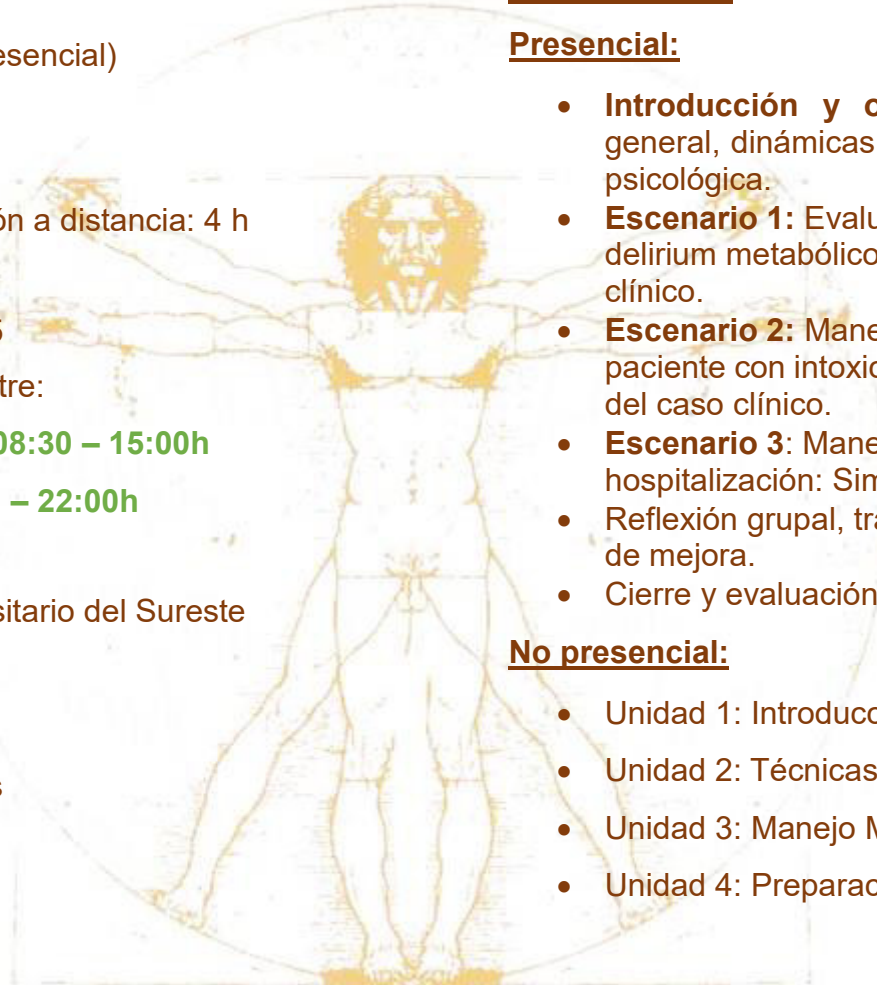 esencial)
ón a distancia: 4 h
tre:
08:30 – 15:00h
– 22:00h
sitario del Sureste
s
Presencial:
• Introducción y
general, dinámicas
psicológica.
• Escenario 1: Evalu
delirium metabólico
clínico.
• Escenario 2: Mane
paciente con intoxic
del caso clínico.
• Escenario 3: Mane
hospitalización: Sim
• Reflexión grupal, tra
de mejora.
• Cierre y evaluación
No presencial:
• Unidad 1: Introducc
• Unidad 2: Técnicas
• Unidad 3: Manejo M
• Unidad 4: Preparac